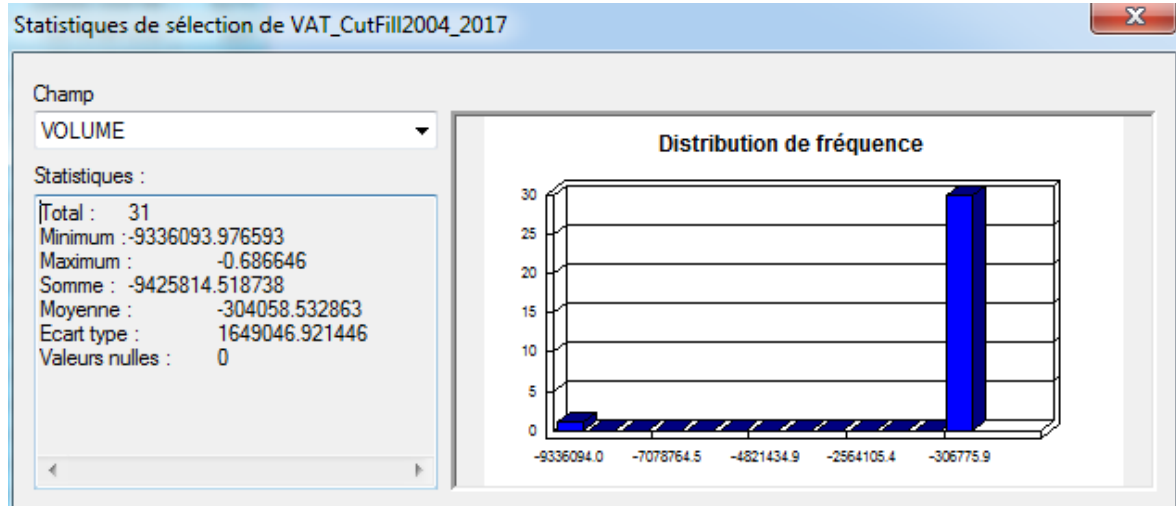 Statistiques de sélection de VAT_CutFill2004_2017
Champ
VOLUME
Statistiques :
Total : 31
Minimum :-9336093.976593
Maximum : -0.686646
Somme : -9425814.518738
Moyenne : -304058.532863
Ecart type : 1649046.921446
Valeurs nulles : 0
Distribution de fréquence
30
25
20
15
10
5
0
-9336094.0 -7078764.5 -4821434.9 -2564105.4 -306775.9